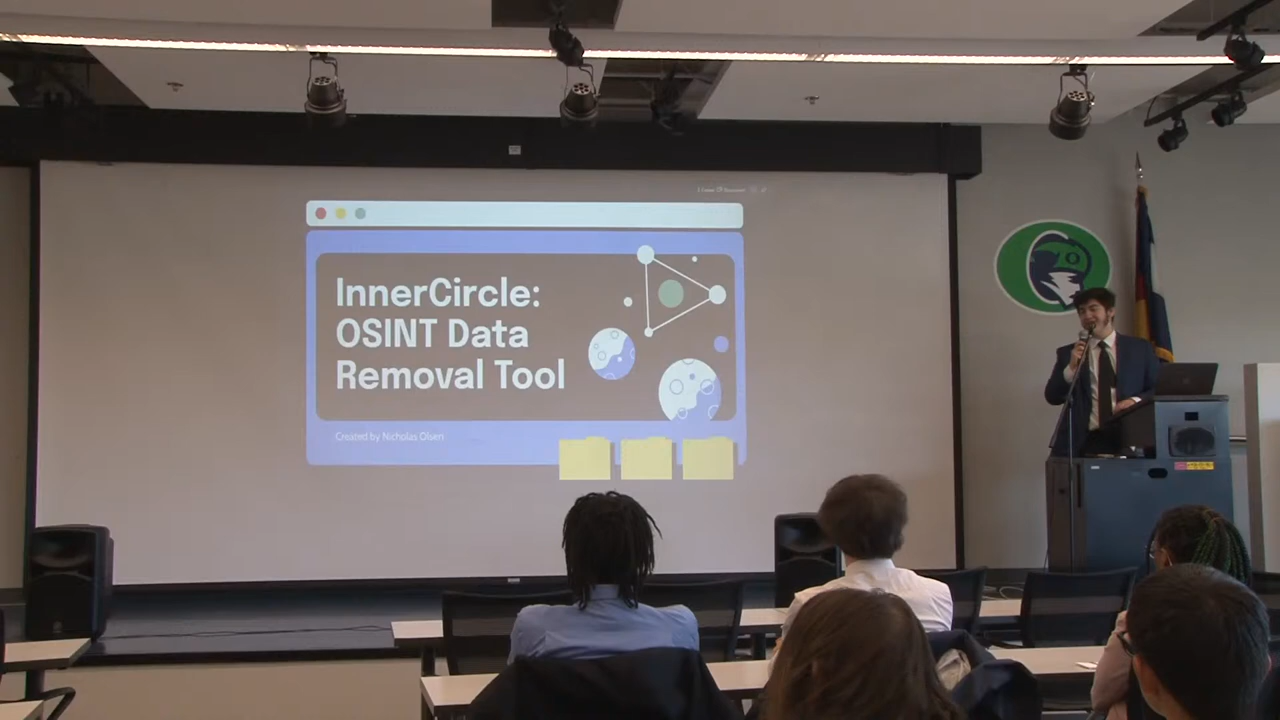 InnerCircle:
OSINT Data
Removal Tool
Created by Nicholas Olsen